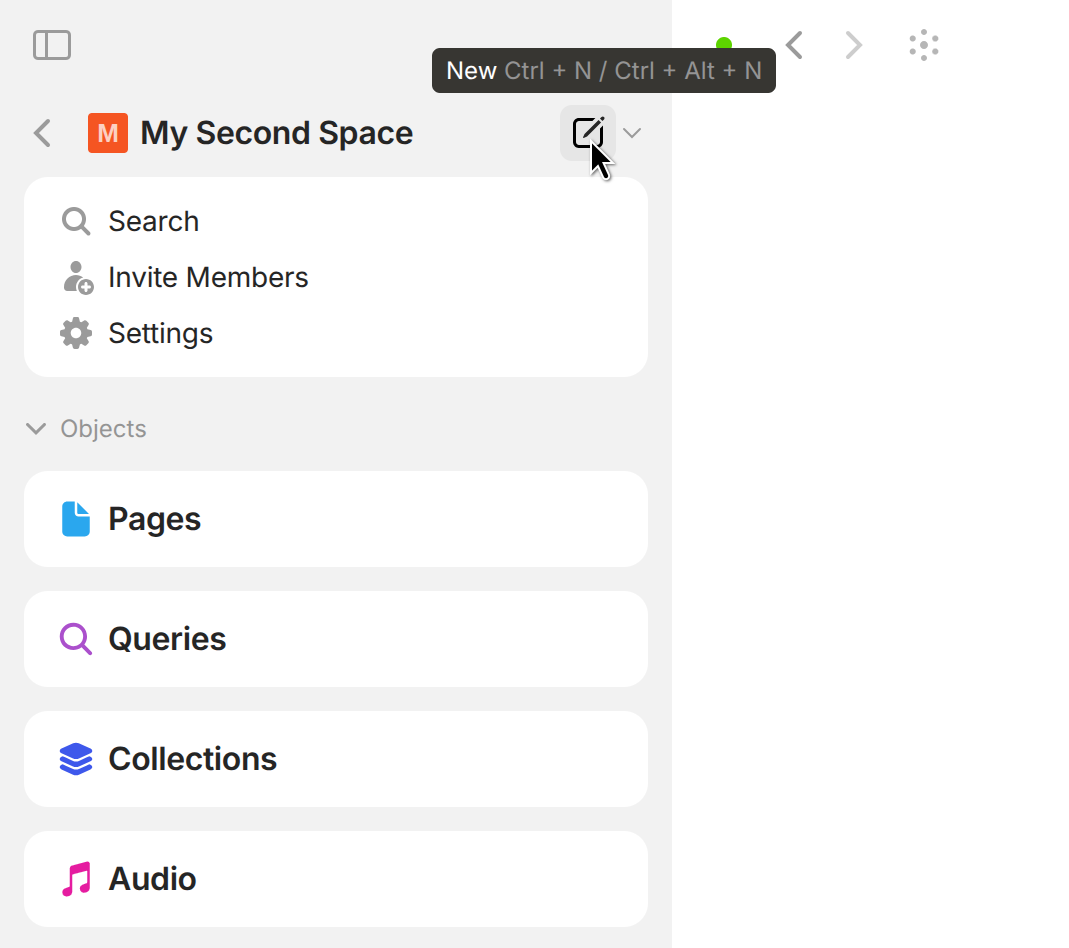 New Ctrl + N / Ctrl + Alt + N
M My Second Space
Search
Invite Members
Settings
Objects
Pages
Queries
Collections
Audio